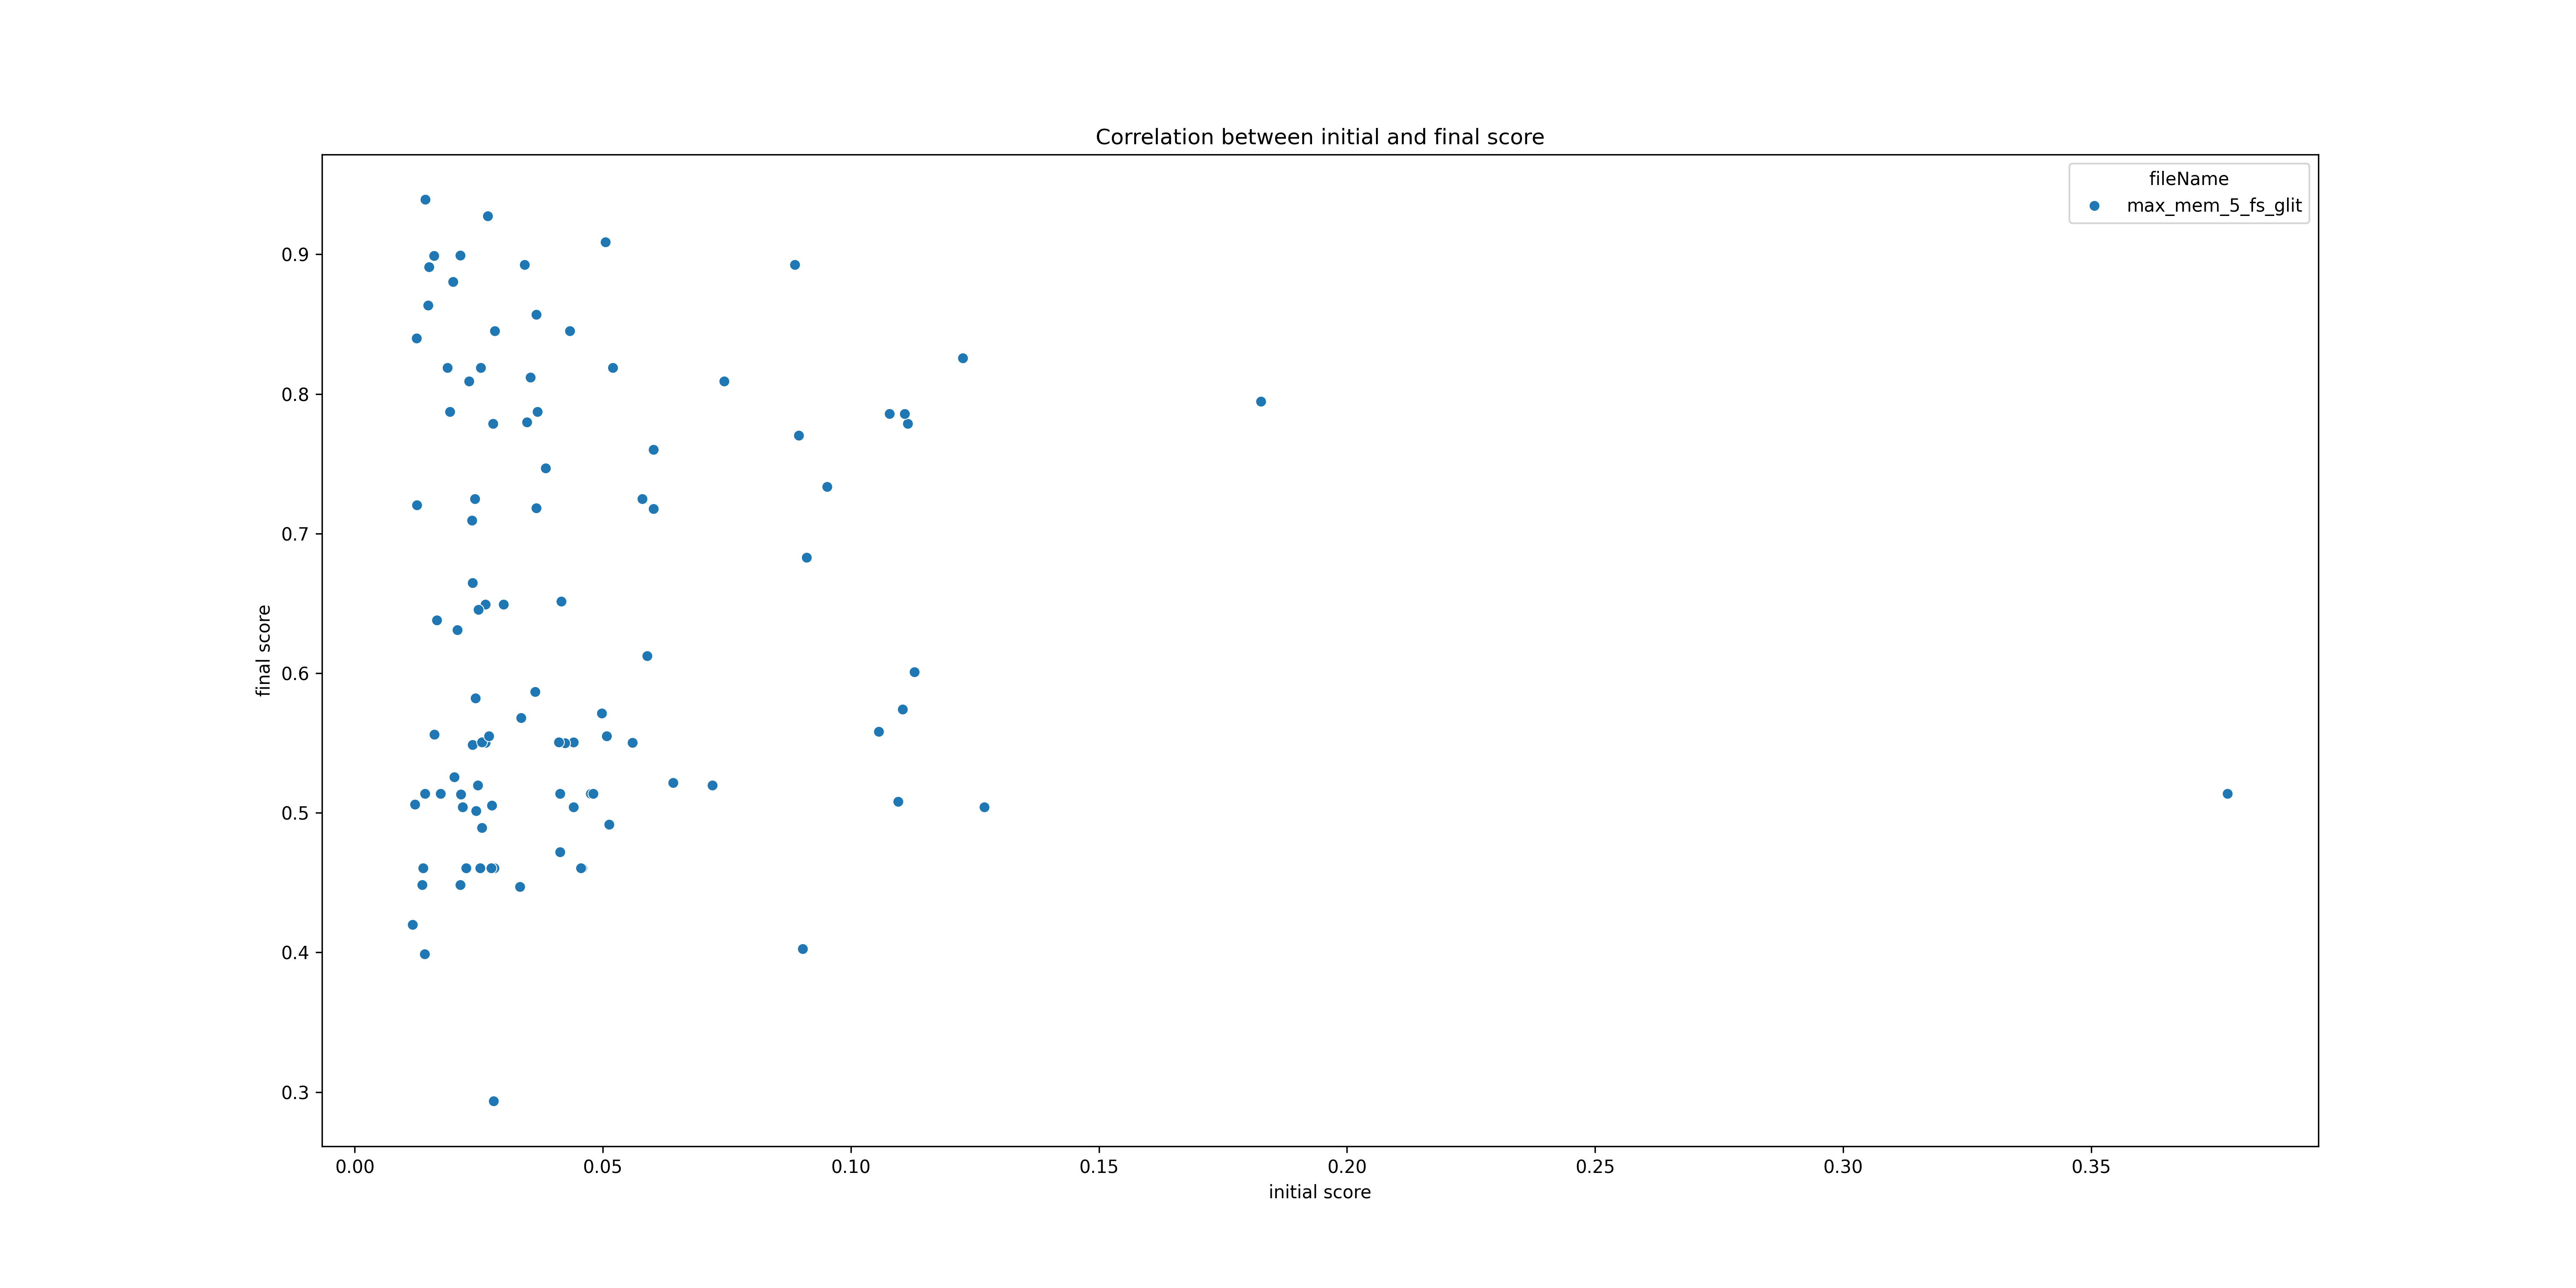 Correlation between initial and final score
fileName
max_mem_5_fs_glit
0.9
0.8
0.7
0.6
0.5
0.4
0.3
final score
0.00 0.05 0.10 0.15 0.20 0.25 0.30 0.35
initial score